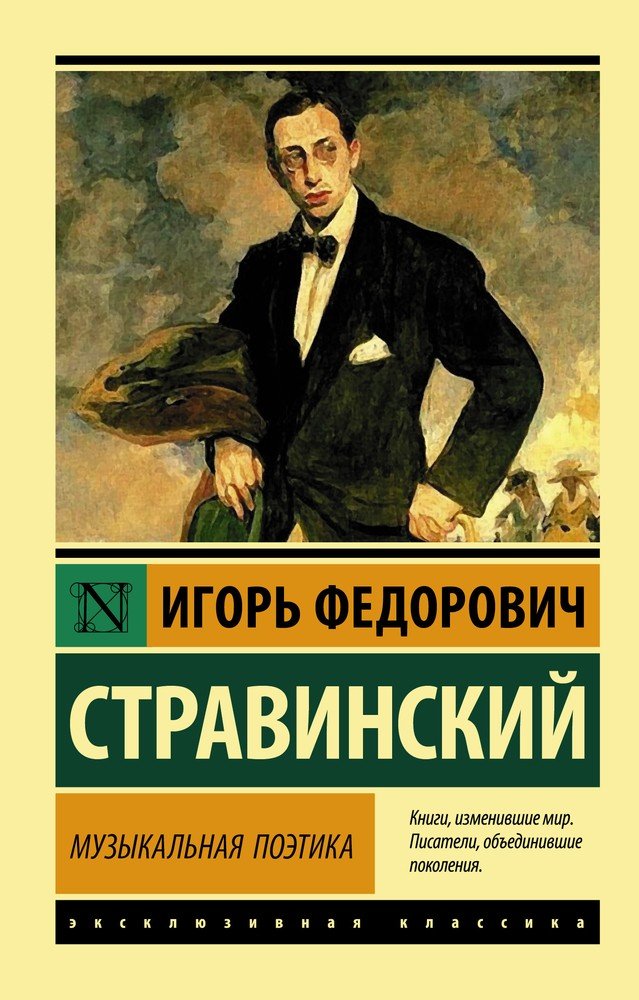 N
ИГОРЬ ФЕДОРОВИЧ
СТРАВИНСКИЙ
МУЗЫКАЛЬНАЯ ПОЭТИКА
Книги, изменившие мир.
Писатели, объединившие
поколения.
эксклюзивная классика